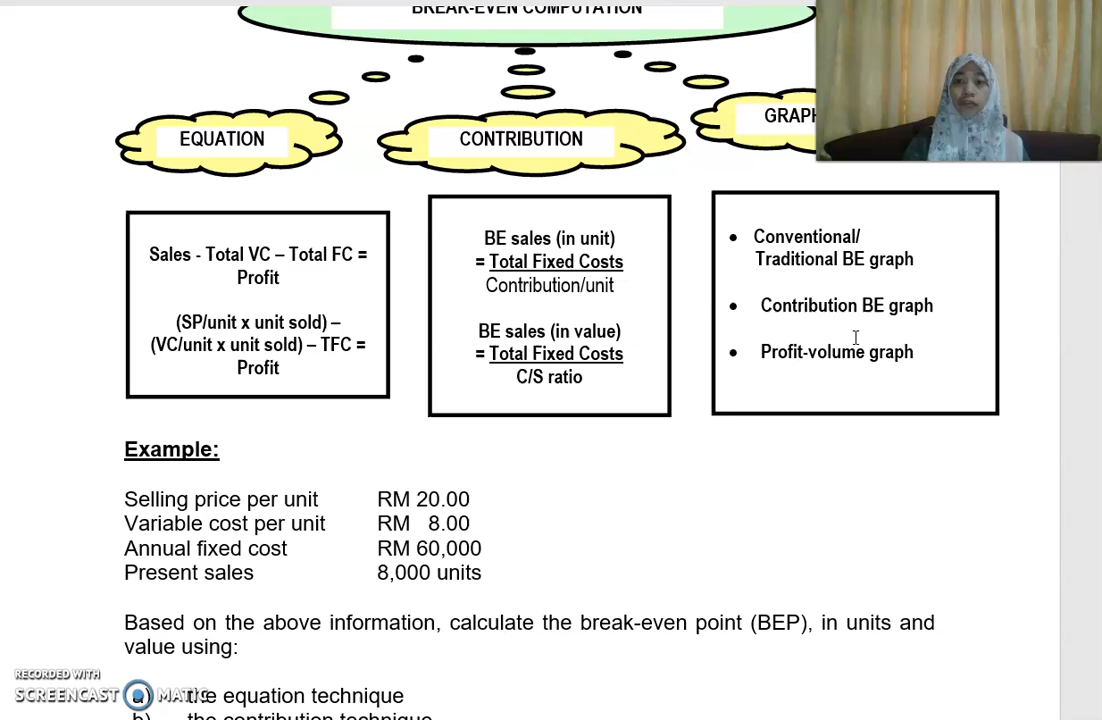 BREAK-EVEN COMPUTATION
EQUATION
CONTRIBUTION
GRAPH
Sales - Total VC – Total FC =
Profit
(SP/unit x unit sold) –
(VC/unit x unit sold) – TFC =
Profit
BE sales (in unit)
= Total Fixed Costs
Contribution/unit
BE sales (in value)
= Total Fixed Costs
C/S ratio
• Conventional/
Traditional BE graph
• Contribution BE graph
• Profit-volume graph
Example:
Selling price per unit RM 20.00
Variable cost per unit RM 8.00
Annual fixed cost RM 60,000
Present sales 8,000 units
Based on the above information, calculate the break-even point (BEP), in units and
value using:
a) the equation technique
b) the contribution technique
RECORDED WITH
SCREENCAST MATIC